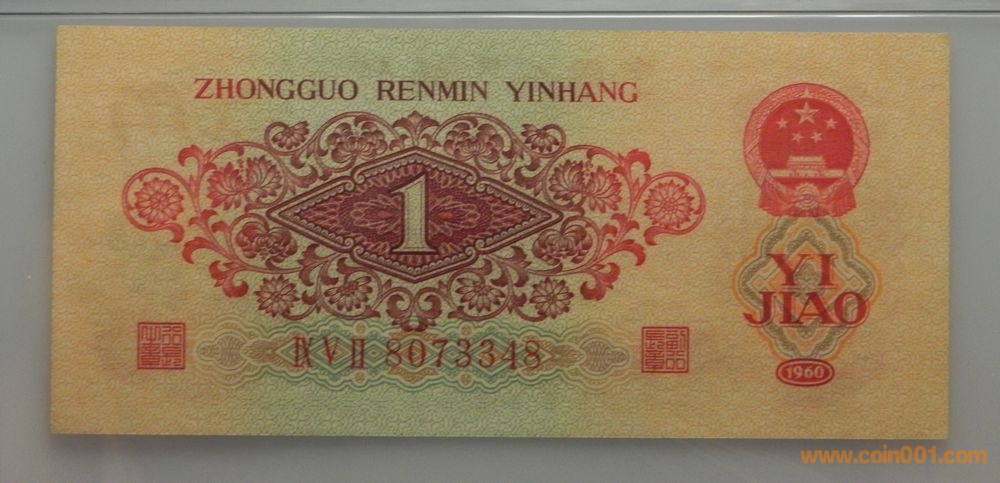 ZHONGGUO RENMIN YINHANG
1
YI
JIAO
IX V II 8073348
1960
www.coin001.com